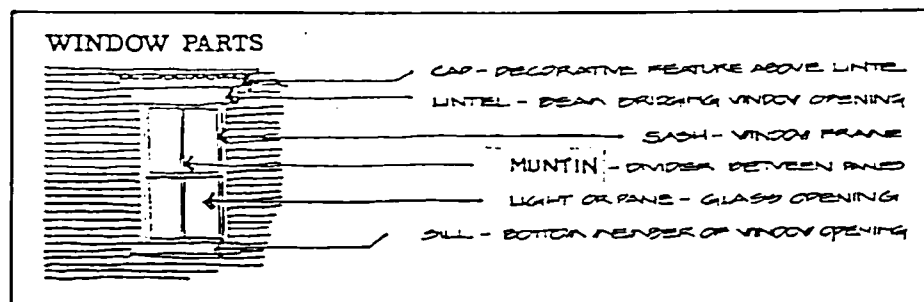 WINDOW PARTS
CAP - DECORATIVE FEATURE ABOVE LINTEL
LINTEL - BEAM BRIDGING WINDOW OPENING
SASH - WINDOW FRAME
MUNTIN - DIVIDER BETWEEN PANES
LIGHT OR PANE - GLASS OPENING
SILL - BOTTOM MEMBER OF WINDOW OPENING